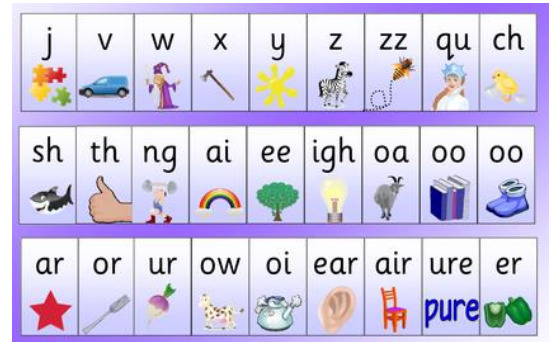 j v w x y z zz qu ch
sh th ng ai ee igh oa oo oo
ar or ur ow oi ear air ure er
pure